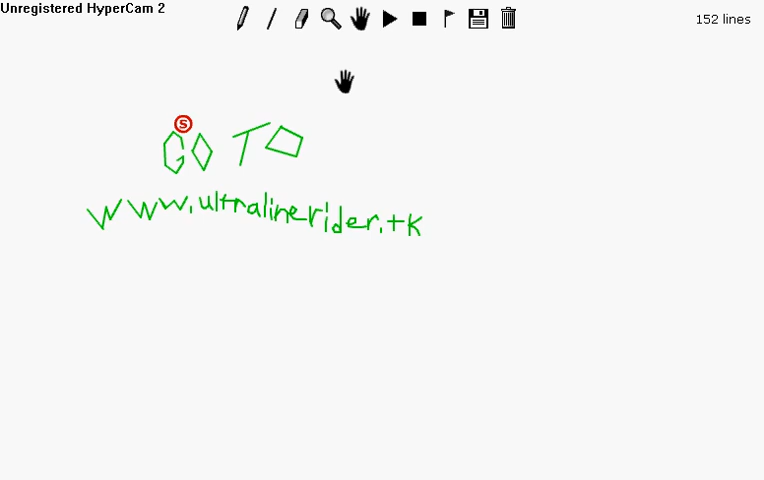 Unregistered HyperCam 2
152 lines
S
GO TO
www.ultralinerider.tk